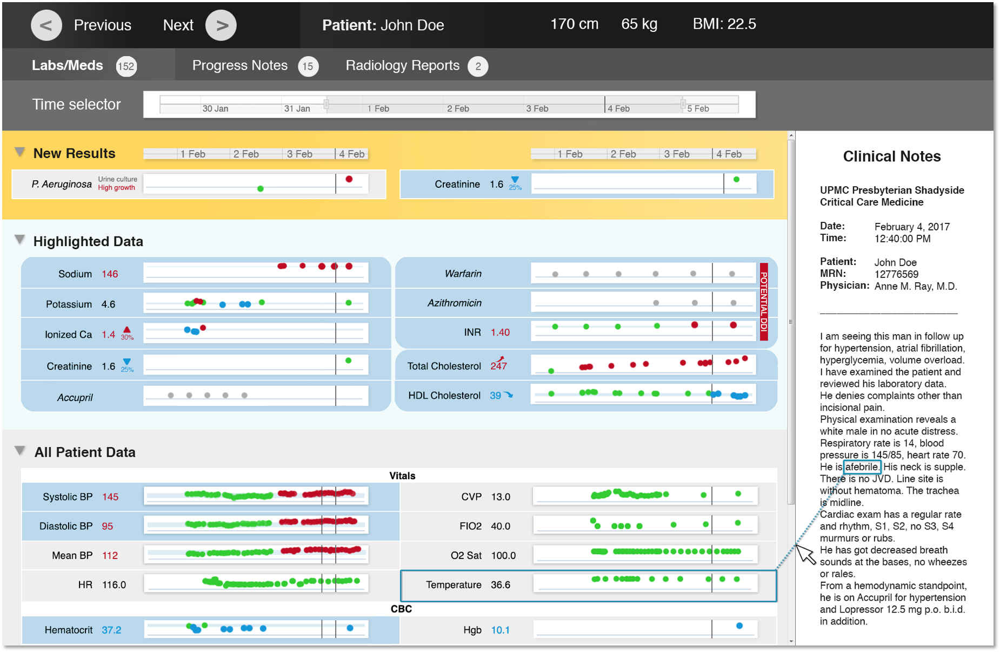 < Previous Next >
Patient: John Doe
170 cm 65 kg BMI: 22.5
Labs/Meds 152
Progress Notes 15
Radiology Reports 2
Time selector
30 Jan 31 Jan 1 Feb 2 Feb 3 Feb 4 Feb 5 Feb
New Results
1 Feb 2 Feb 3 Feb 4 Feb
1 Feb 2 Feb 3 Feb 4 Feb
P. Aeruginosa
Urine culture
High growth
Creatinine 1.6 25%
Highlighted Data
Sodium 146
Potassium 4.6
Ionized Ca 1.4 30%
Creatinine 1.6 25%
Accupril
Warfarin
Azithromicin
INR 1.40
POTENTIAL DDI
Total Cholesterol 247
HDL Cholesterol 39
All Patient Data
Vitals
Systolic BP 145
CVP 13.0
Diastolic BP 95
FIO2 40.0
Mean BP 112
O2 Sat 100.0
HR 116.0
Temperature 36.6
CBC
Hematocrit 37.2
Hgb 10.1
Clinical Notes
UPMC Presbyterian Shadyside
Critical Care Medicine
Date: February 4, 2017
Time: 12:40:00 PM
Patient: John Doe
MRN: 12776569
Physician: Anne M. Ray, M.D.
I am seeing this man in follow up
for hypertension, atrial fibrillation,
hyperglycemia, volume overload.
I have examined the patient and
reviewed his laboratory data.
He denies complaints other than
incisional pain.
Physical examination reveals a
white male in no acute distress.
Respiratory rate is 14, blood
pressure is 145/85, heart rate 70.
He is afebrile. His neck is supple.
There is no JVD. Line site is
without hematoma. The trachea
is midline.
Cardiac exam has a regular rate
and rhythm, S1, S2, no S3, S4
murmurs or rubs.
He has got decreased breath
sounds at the bases, no wheezes
or rales.
From a hemodynamic standpoint,
he is on Accupril for hypertension
and Lopressor 12.5 mg p.o. b.i.d.
in addition.